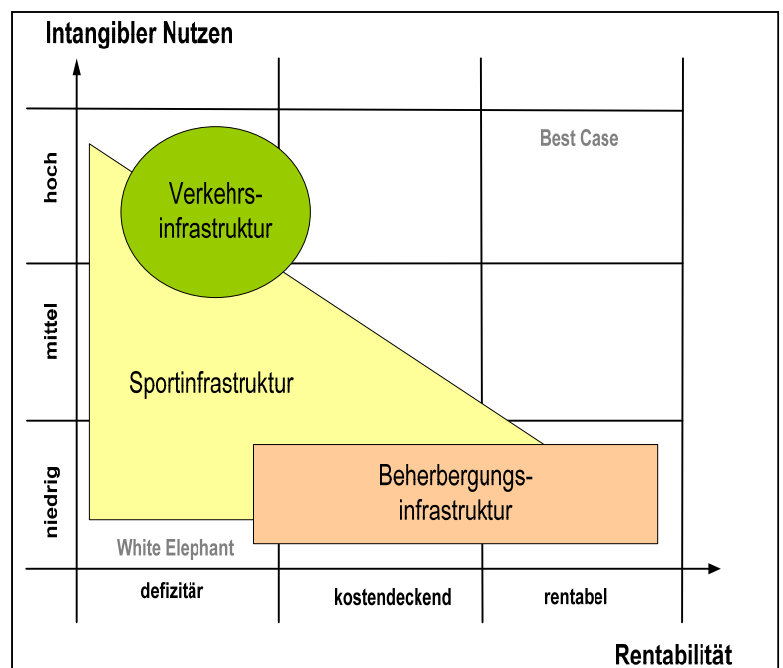 Intangibler Nutzen
Best Case
hoch
Verkehrs-
infrastruktur
mittel
Sportinfrastruktur
niedrig
Beherbergungs-
infrastruktur
White Elephant
defizitär
kostendeckend
rentabel
Rentabilität